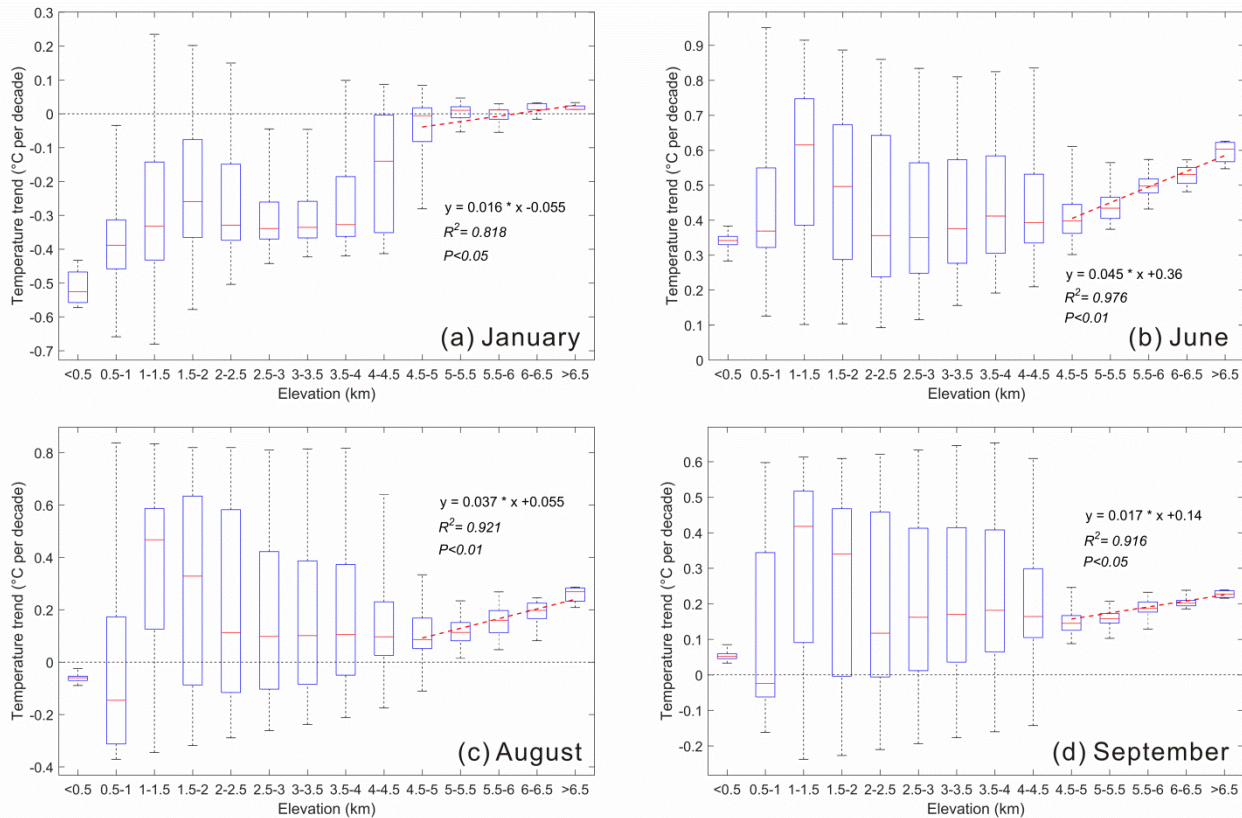 0.3
0.2
0.1
0
-0.1
-0.2
-0.3
-0.4
-0.5
-0.6
-0.7
Temperature trend (°C per decade)
y = 0.016 * x -0.055
R²= 0.818
P<0.05
(a) January
<0.5 0.5-1 1-1.5 1.5-2 2-2.5 2.5-3 3-3.5 3.5-4 4-4.5 4.5-5 5-5.5 5.5-6 6-6.5 >6.5
Elevation (km)
0.9
0.8
0.7
0.6
0.5
0.4
0.3
0.2
0.1
0
Temperature trend (°C per decade)
y = 0.045 * x +0.36
R²= 0.976
P<0.01
(b) June
<0.5 0.5-1 1-1.5 1.5-2 2-2.5 2.5-3 3-3.5 3.5-4 4-4.5 4.5-5 5-5.5 5.5-6 6-6.5 >6.5
Elevation (km)
0.8
0.6
0.4
0.2
0
-0.2
-0.4
Temperature trend (°C per decade)
y = 0.037 * x +0.055
R²= 0.921
P<0.01
(c) August
<0.5 0.5-1 1-1.5 1.5-2 2-2.5 2.5-3 3-3.5 3.5-4 4-4.5 4.5-5 5-5.5 5.5-6 6-6.5 >6.5
Elevation (km)
0.6
0.5
0.4
0.3
0.2
0.1
0
-0.1
-0.2
Temperature trend (°C per decade)
y = 0.017 * x +0.14
R²= 0.916
P<0.05
(d) September
<0.5 0.5-1 1-1.5 1.5-2 2-2.5 2.5-3 3-3.5 3.5-4 4-4.5 4.5-5 5-5.5 5.5-6 6-6.5 >6.5
Elevation (km)